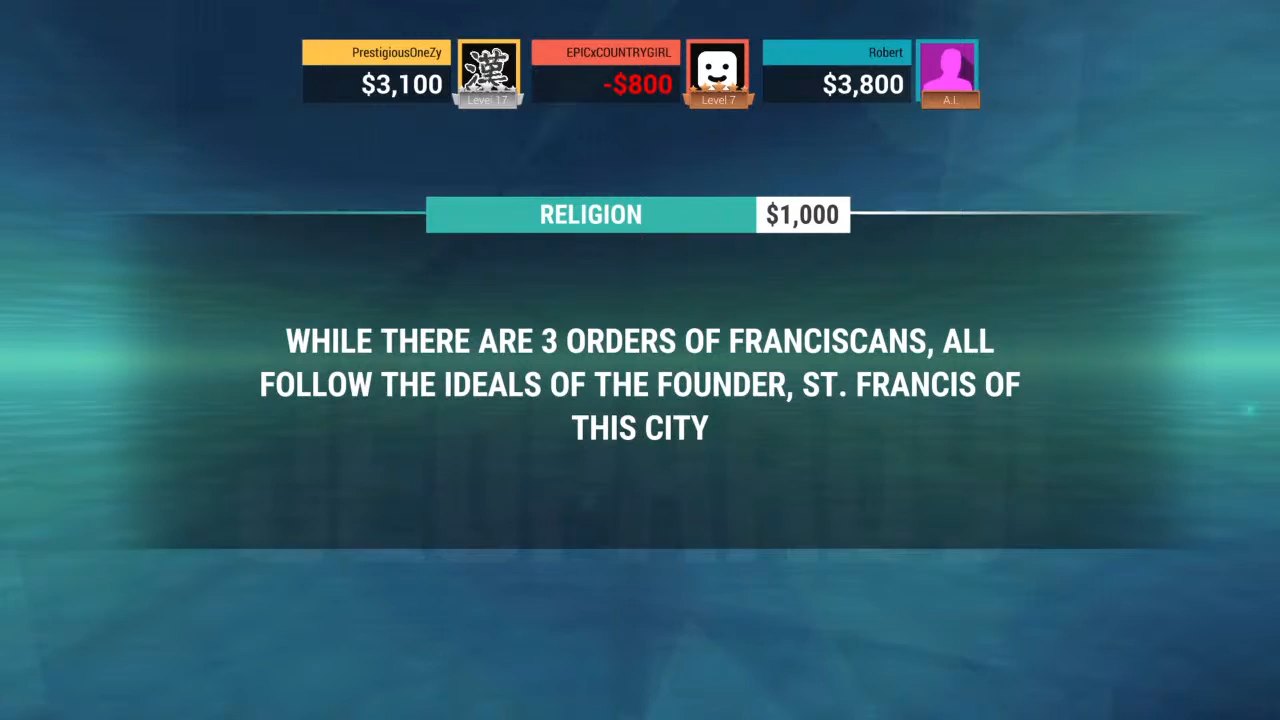 PrestigiousOneZy
$3,100
漢
Level 17
EPICxCOUNTRYGIRL
-$800
Level 7
Robert
$3,800
A.I.
RELIGION
$1,000
WHILE THERE ARE 3 ORDERS OF FRANCISCANS, ALL
FOLLOW THE IDEALS OF THE FOUNDER, ST. FRANCIS OF
THIS CITY